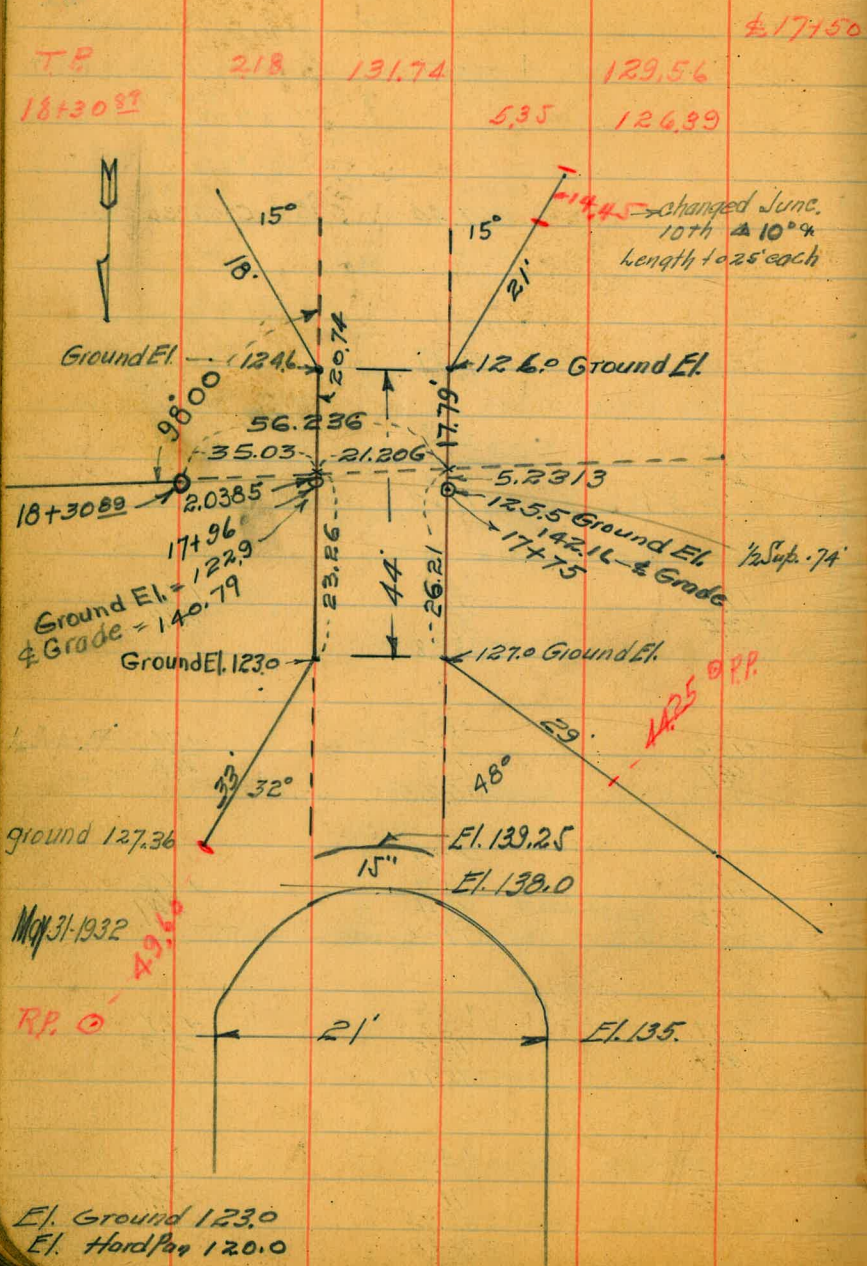 ⅊ 17+50
T.P. 2.18 131.74 129.56
18+30 89 5.35 126.39
15°
15°
14.45
changed Junc.
10th ∆ 10° &
Length to 25' each
18'
21'
Ground El. 124.6
20.74
126.0 Ground El.
98°00
17.79'
56.236
35.03 21.206
18+30 89
2.0385
5.2313
17+96
125.5 Ground El.
142.16 ⅊ Grade
17+75
½ Sup. .74'
Ground El. = 122.9
⅊ Grade = 140.79
23.26
44'
26.21
Ground El. 123.0
127.0 Ground El.
R.P.
44.25
29'
33'
32°
48°
ground 127.36
El. 139.25
15"
El. 138.0
May 31-1932
49.60
R.P.
21'
El. 135.
El. Ground 123.0
El. HardPan 120.0